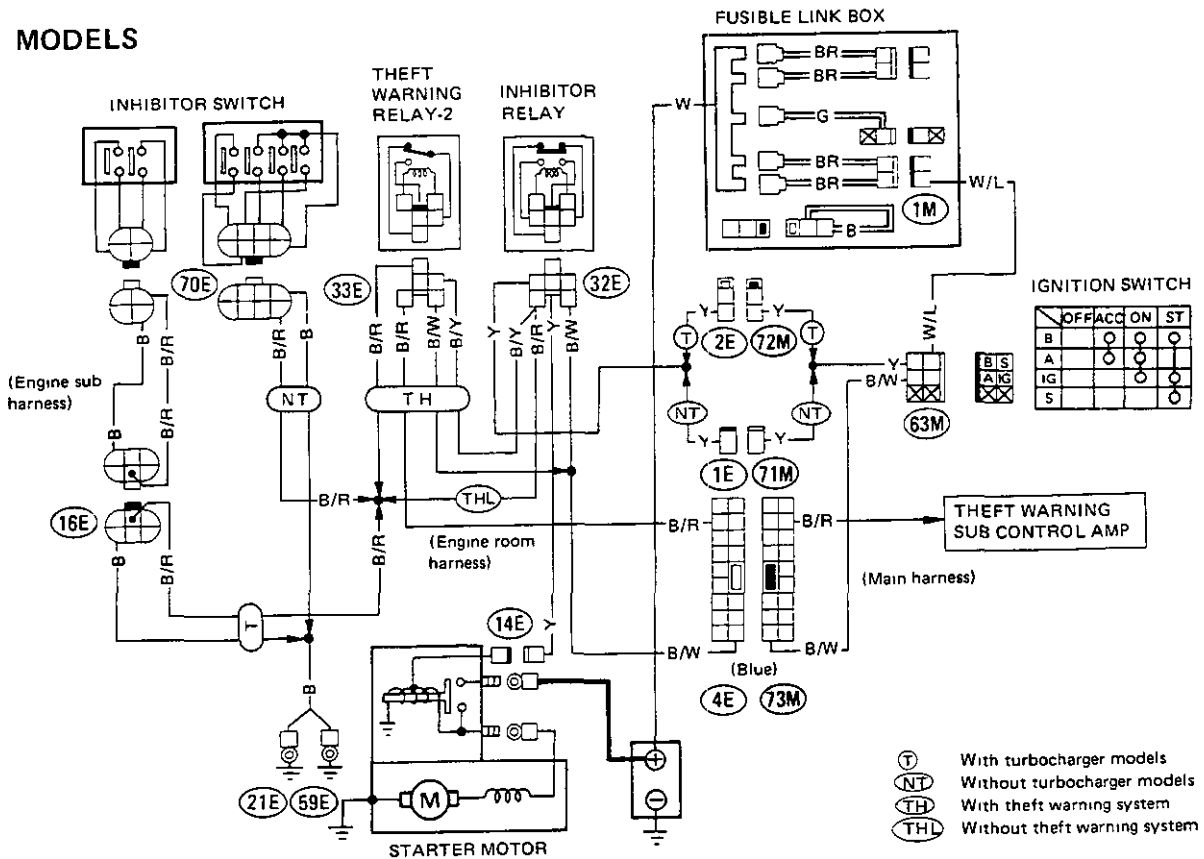 MODELS
FUSIBLE LINK BOX
INHIBITOR SWITCH
THEFT
WARNING
RELAY-2
INHIBITOR
RELAY
W
BR
BR
G
BR
BR
B
1M
W/L
W/L
70E
33E
32E
2E
72M
Y
Y
T
T
NT
NT
Y
Y
1E
71M
Y
B/W
63M
IGNITION SWITCH
OFF ACC ON ST
B
A
IG
S
B S
A IG
B
B/R
B/R
B
B/R
B/R
B/W
B/Y
Y
B/Y
B/R
Y
B/W
(Engine sub
harness)
NT
TH
B
B/R
16E
B/R
THL
B/R
(Engine room
harness)
B/R
B/R
THEFT WARNING
SUB CONTROL AMP
(Main harness)
B
B/R
B/R
T
14E
Y
B/W
B/W
(Blue)
4E
73M
B
21E
59E
M
STARTER MOTOR
T With turbocharger models
NT Without turbocharger models
TH With theft warning system
THL Without theft warning system